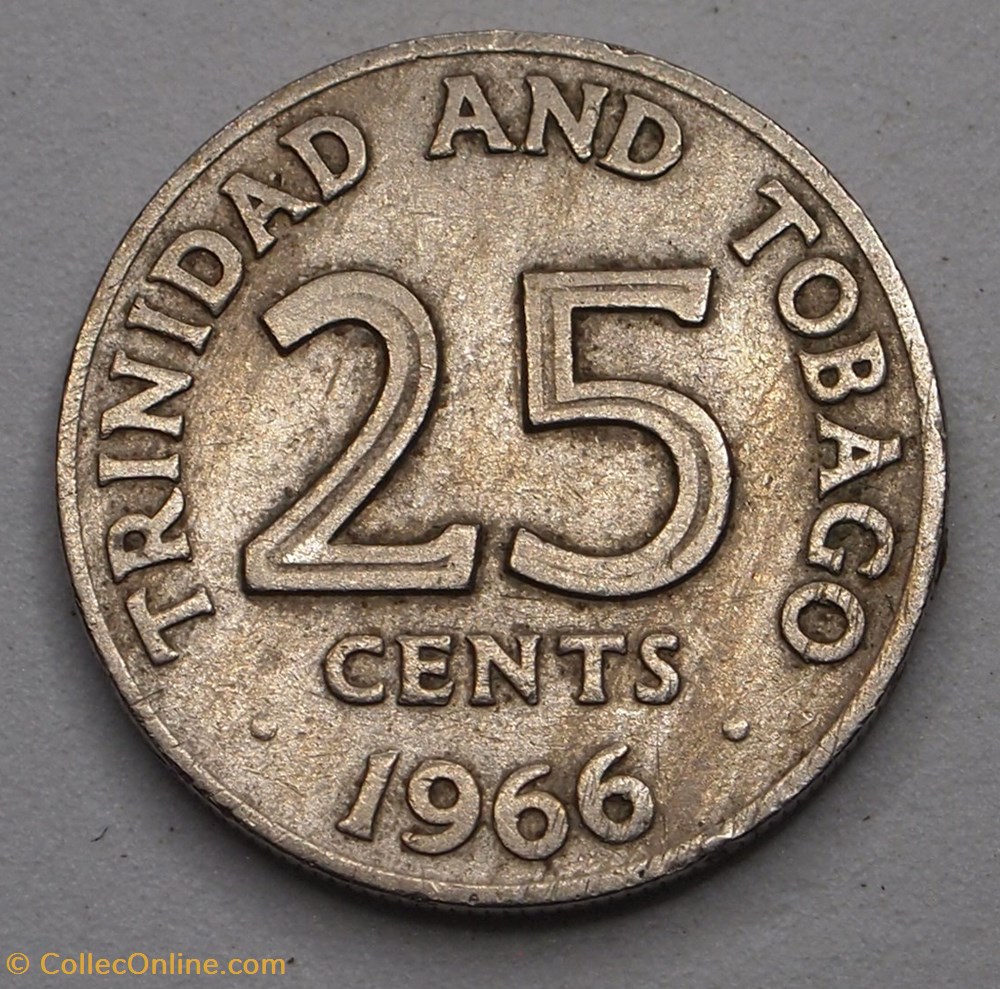 TRINIDAD AND TOBAGO
25
CENTS
· 1966 ·
© CollecOnline.com